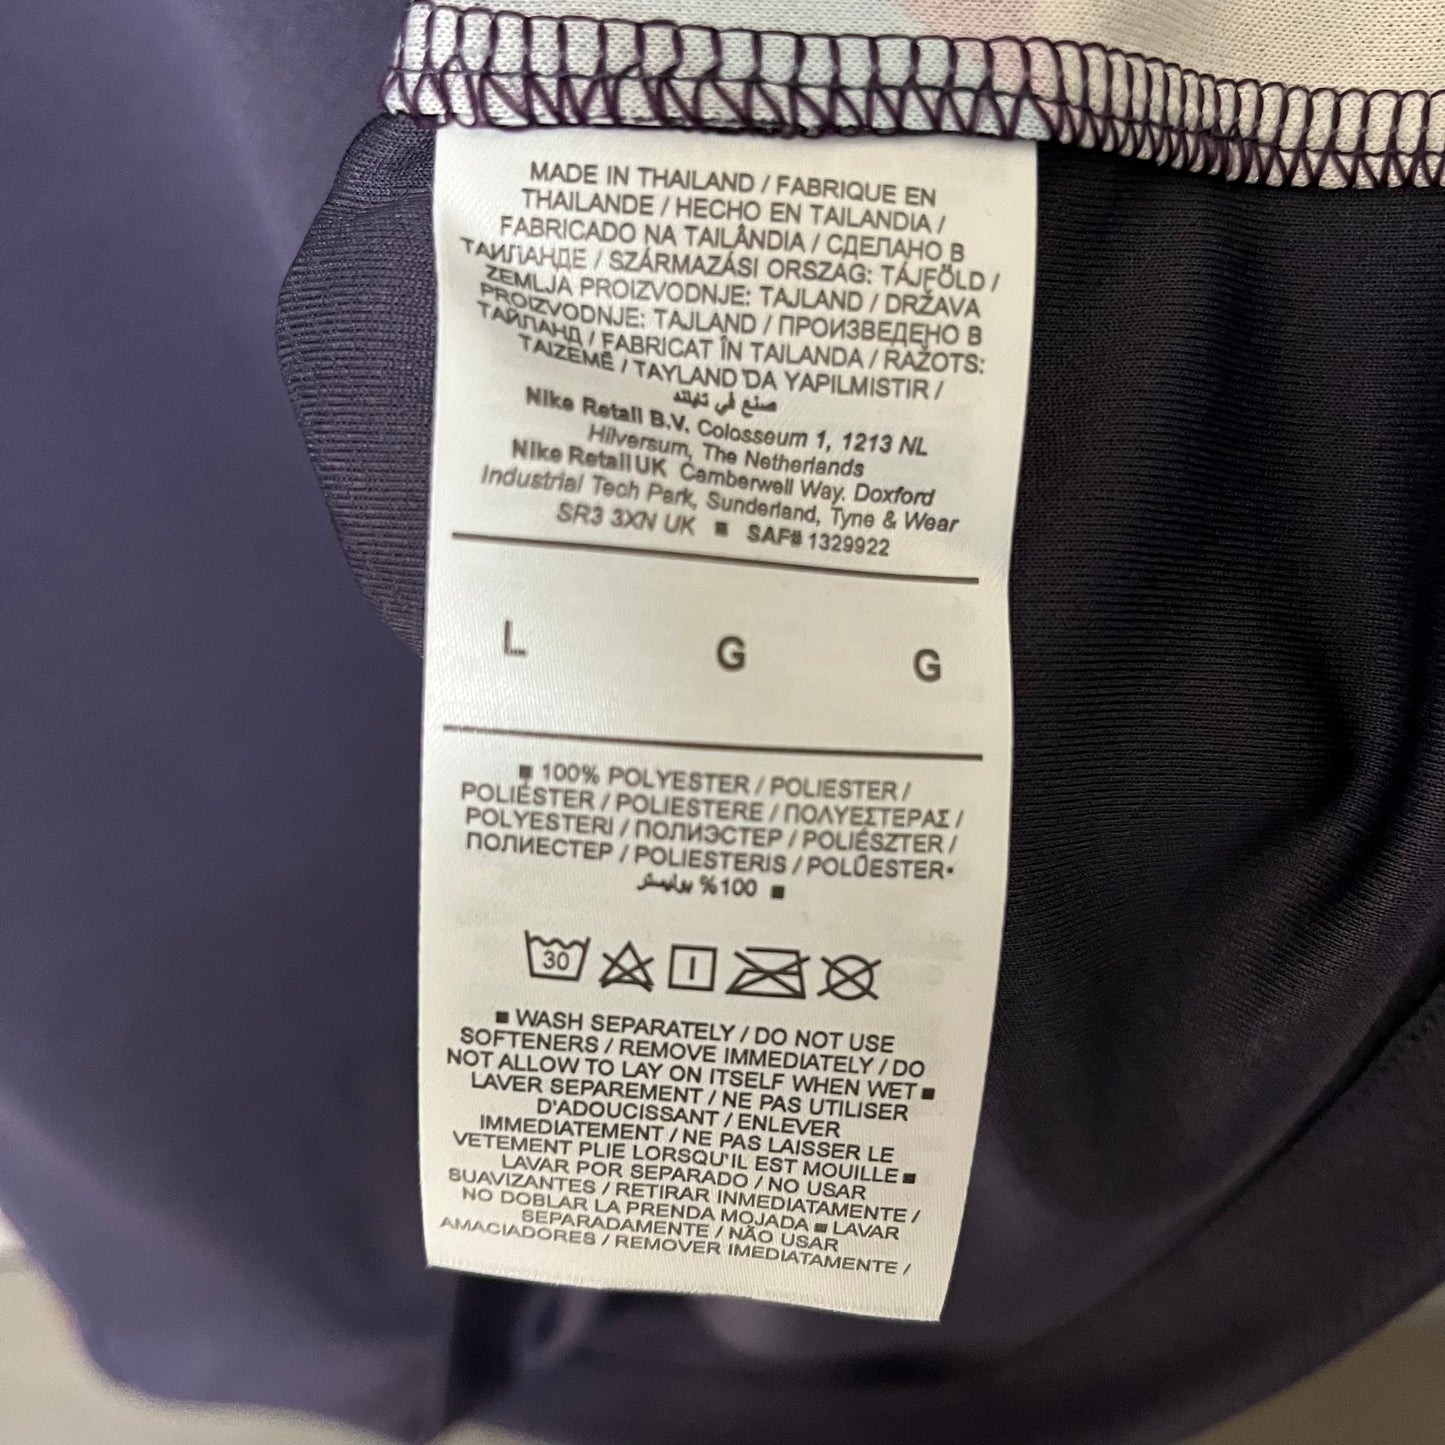 MADE IN THAILAND / FABRIQUE EN
THAILANDE / HECHO EN TAILANDIA /
FABRICADO NA TAILÂNDIA / СДЕЛАНО В
ТАИЛАНДЕ / SZÁRMAZÁSI ORSZAG: TÁJFÖLD /
ZEMLJA PROIZVODNJE: TAJLAND / DRŽAVA
PROIZVODNJE: TAJLAND / ПРОИЗВЕДЕНО В
ТАЙЛАНД / FABRICAT ÎN TAILANDA / RAŽOTS:
TAIZEMĒ / TAYLAND'DA YAPILMISTIR /
صنع في تايلند
Nike Retail B.V. Colosseum 1, 1213 NL
Hilversum, The Netherlands
Nike Retail UK Camberwell Way, Doxford
Industrial Tech Park, Sunderland, Tyne & Wear
SR3 3XN UK ■ SAF# 1329922
L G G
■ 100% POLYESTER / POLIESTER /
POLIÉSTER / POLIESTERE / ΠΟΛΥΕΣΤΕΡΑΣ /
POLYESTERI / ПОЛИЭСТЕР / POLIÉSZTER /
ПОЛИЕСТЕР / POLIESTERIS / POLÜESTER•
100% بوليستر ■
30
■ WASH SEPARATELY / DO NOT USE
SOFTENERS / REMOVE IMMEDIATELY / DO
NOT ALLOW TO LAY ON ITSELF WHEN WET ■
LAVER SEPAREMENT / NE PAS UTILISER
D'ADOUCISSANT / ENLEVER
IMMEDIATEMENT / NE PAS LAISSER LE
VETEMENT PLIE LORSQU'IL EST MOUILLE ■
LAVAR POR SEPARADO / NO USAR
SUAVIZANTES / RETIRAR INMEDIATAMENTE /
NO DOBLAR LA PRENDA MOJADA ■ LAVAR
SEPARADAMENTE / NÃO USAR
AMACIADORES / REMOVER IMEDIATAMENTE /